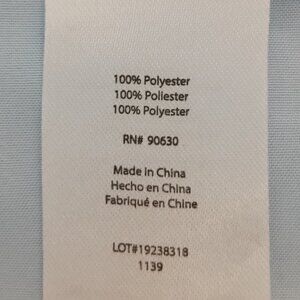 100% Polyester
100% Poliester
100% Polyester
RN# 90630
Made in China
Hecho en China
Fabriqué en Chine
LOT#19238318
1139